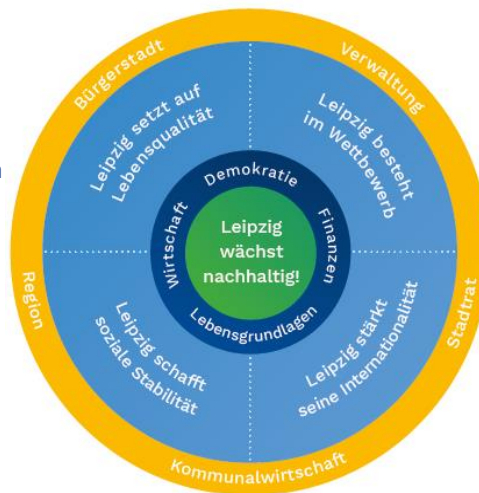 Bürgerstadt
Verwaltung
Leipzig setzt auf
Lebensqualität
Leipzig besteht
im Wettbewerb
Demokratie
Wirtschaft
Finanzen
Leipzig
wächst
nachhaltig!
Lebensgrundlagen
Region
Stadtrat
Leipzig schafft
soziale Stabilität
Leipzig stärkt
seine Internationalität
Kommunalwirtschaft